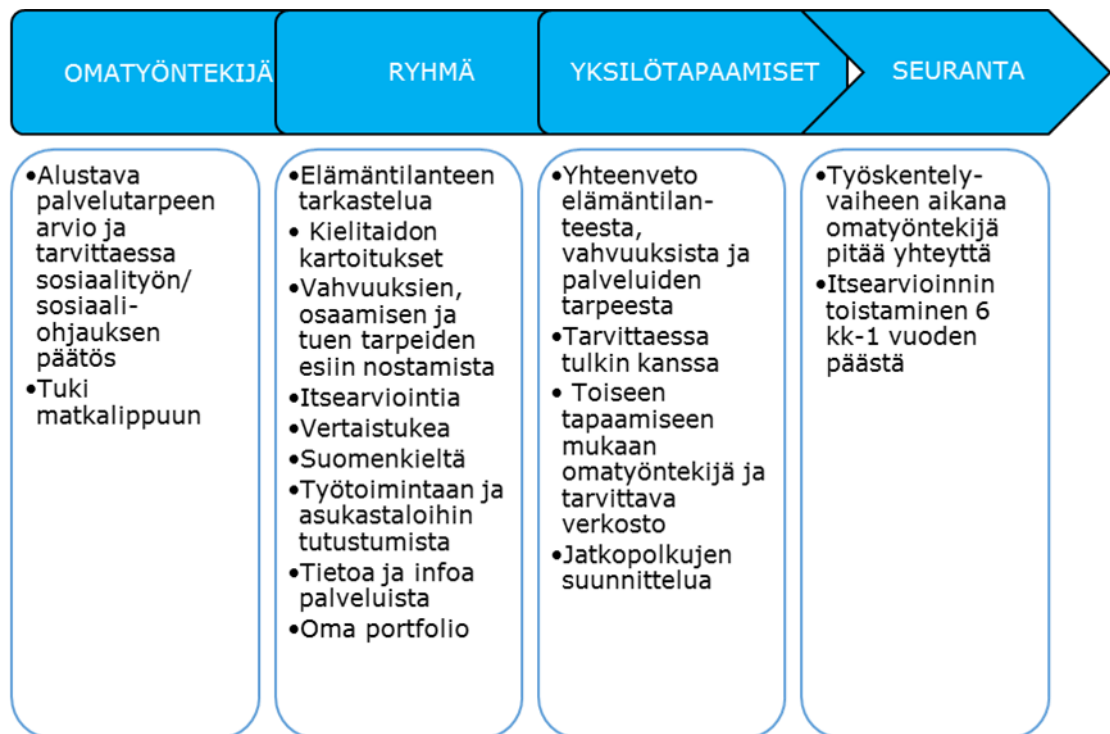 OMATYÖNTEKIJÄ
RYHMÄ
YKSILÖTAPAAMISET
SEURANTA
•Alustava
palvelutarpeen
arvio ja
tarvittaessa
sosiaalityön/
sosiaali-
ohjauksen
päätös
•Tuki
matkalippuun
•Elämäntilanteen
tarkastelua
• Kielitaidon
kartoitukset
•Vahvuuksien,
osaamisen ja
tuen tarpeiden
esiin nostamista
•Itsearviointia
•Vertaistukea
•Suomenkieltä
•Työtoimintaan ja
asukastaloihin
tutustumista
•Tietoa ja infoa
palveluista
•Oma portfolio
•Yhteenveto
elämäntilan-
teesta,
vahvuuksista ja
palveluiden
tarpeesta
•Tarvittaessa
tulkin kanssa
• Toiseen
tapaamiseen
mukaan
omatyöntekijä ja
tarvittava
verkosto
•Jatkopolkujen
suunnittelua
•Työskentely-
vaiheen aikana
omatyöntekijä
pitää yhteyttä
•Itsearvioinnin
toistaminen 6
kk-1 vuoden
päästä